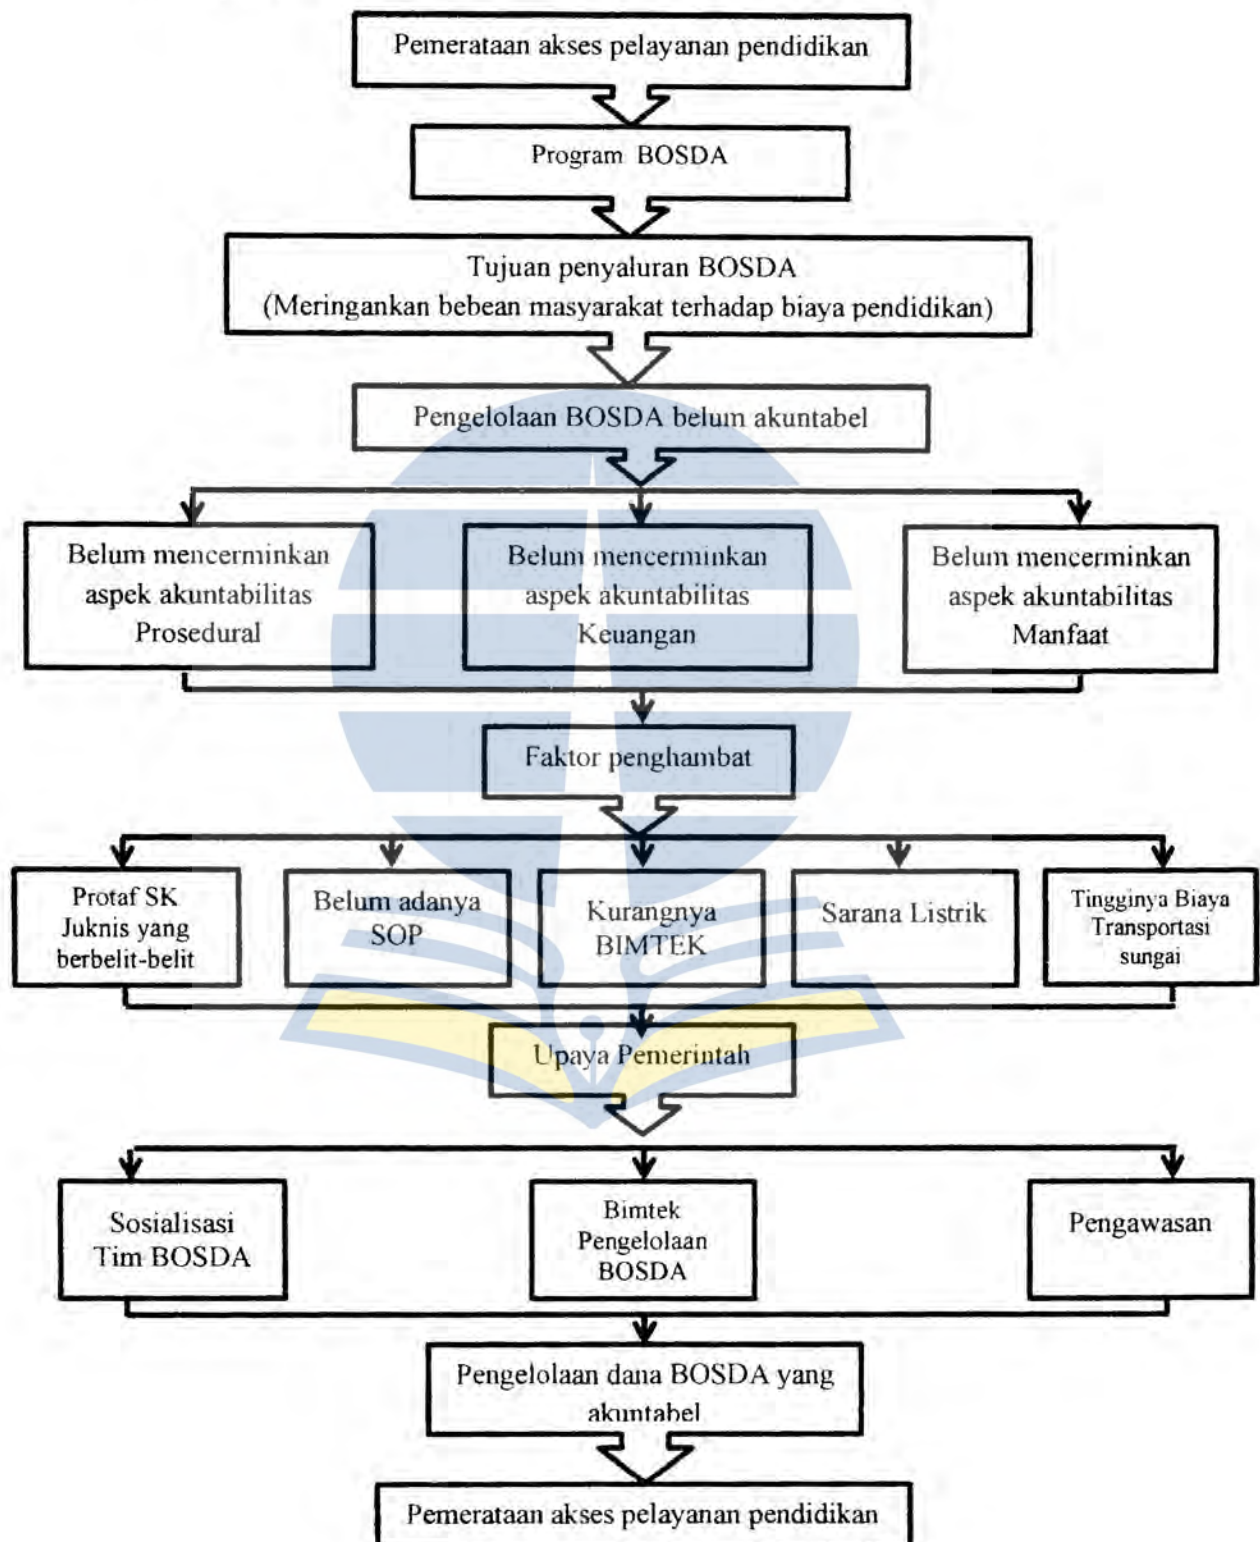 Pemerataan akses pelayanan pendidikan
Program BOSDA
Tujuan penyaluran BOSDA
(Meringankan bebean masyarakat terhadap biaya pendidikan)
Pengelolaan BOSDA belum akuntabel
Belum mencerminkan
aspek akuntabilitas
Prosedural
Belum mencerminkan
aspek akuntabilitas
Keuangan
Belum mencerminkan
aspek akuntabilitas
Manfaat
Faktor penghambat
Protaf SK
Juknis yang
berbelit-belit
Belum adanya
SOP
Kurangnya
BIMTEK
Sarana Listrik
Tingginya Biaya
Transportasi
sungai
Upaya Pemerintah
Sosialisasi
Tim BOSDA
Bimtek
Pengelolaan
BOSDA
Pengawasan
Pengelolaan dana BOSDA yang
akuntabel
Pemerataan akses pelayanan pendidikan